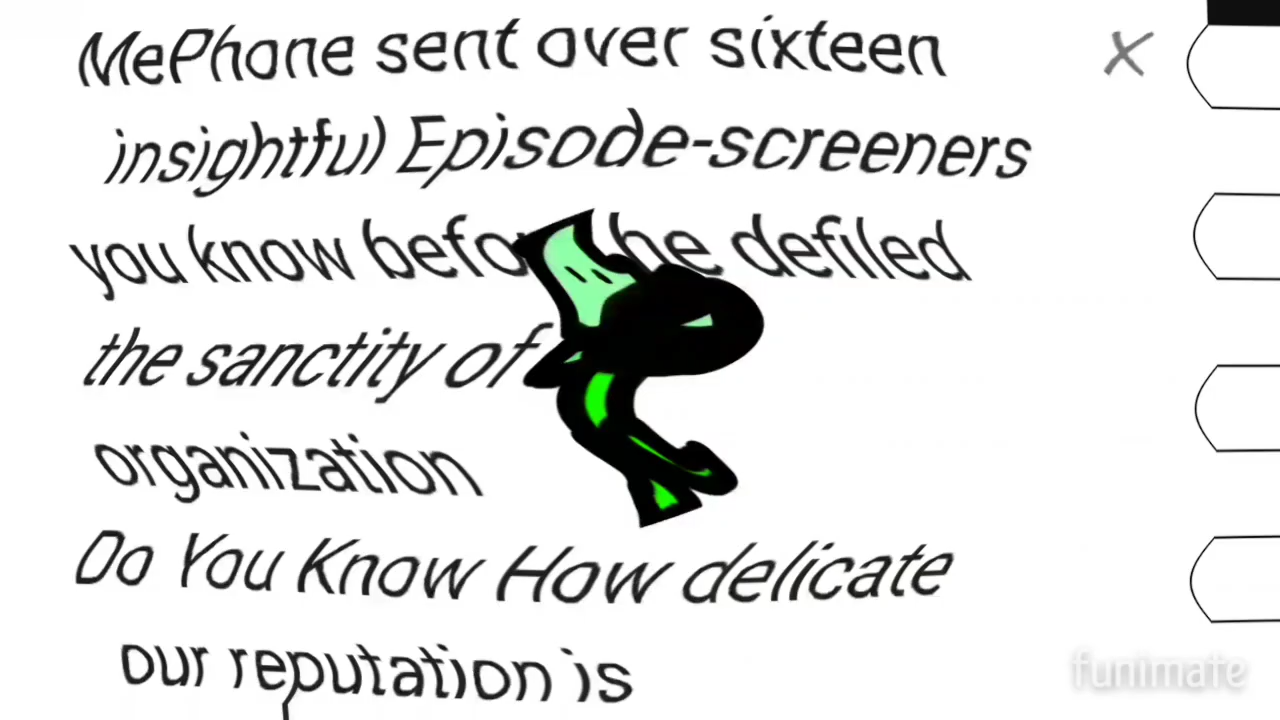 MePhone sent over sixteen
insightful Episode-screeners
you know before he defiled
the sanctity of
organization
Do You Know How delicate
our reputation is
funimate